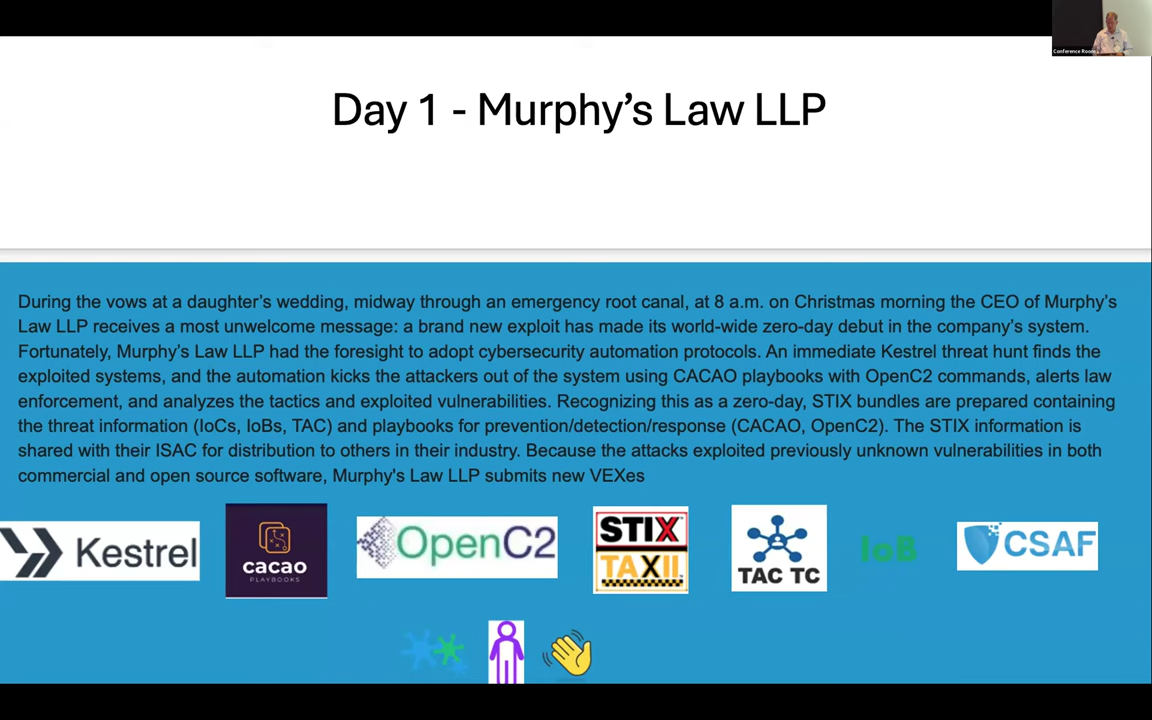 Conference Room
Day 1 - Murphy’s Law LLP
During the vows at a daughter’s wedding, midway through an emergency root canal, at 8 a.m. on Christmas morning the CEO of Murphy’s
Law LLP receives a most unwelcome message: a brand new exploit has made its world-wide zero-day debut in the company’s system.
Fortunately, Murphy’s Law LLP had the foresight to adopt cybersecurity automation protocols. An immediate Kestrel threat hunt finds the
exploited systems, and the automation kicks the attackers out of the system using CACAO playbooks with OpenC2 commands, alerts law
enforcement, and analyzes the tactics and exploited vulnerabilities. Recognizing this as a zero-day, STIX bundles are prepared containing
the threat information (IoCs, IoBs, TAC) and playbooks for prevention/detection/response (CACAO, OpenC2). The STIX information is
shared with their ISAC for distribution to others in their industry. Because the attacks exploited previously unknown vulnerabilities in both
commercial and open source software, Murphy's Law LLP submits new VEXes
Kestrel
cacao
PLAYBOOKS
OpenC2
STIX
TAXII
TAC TC
IoB
CSAF